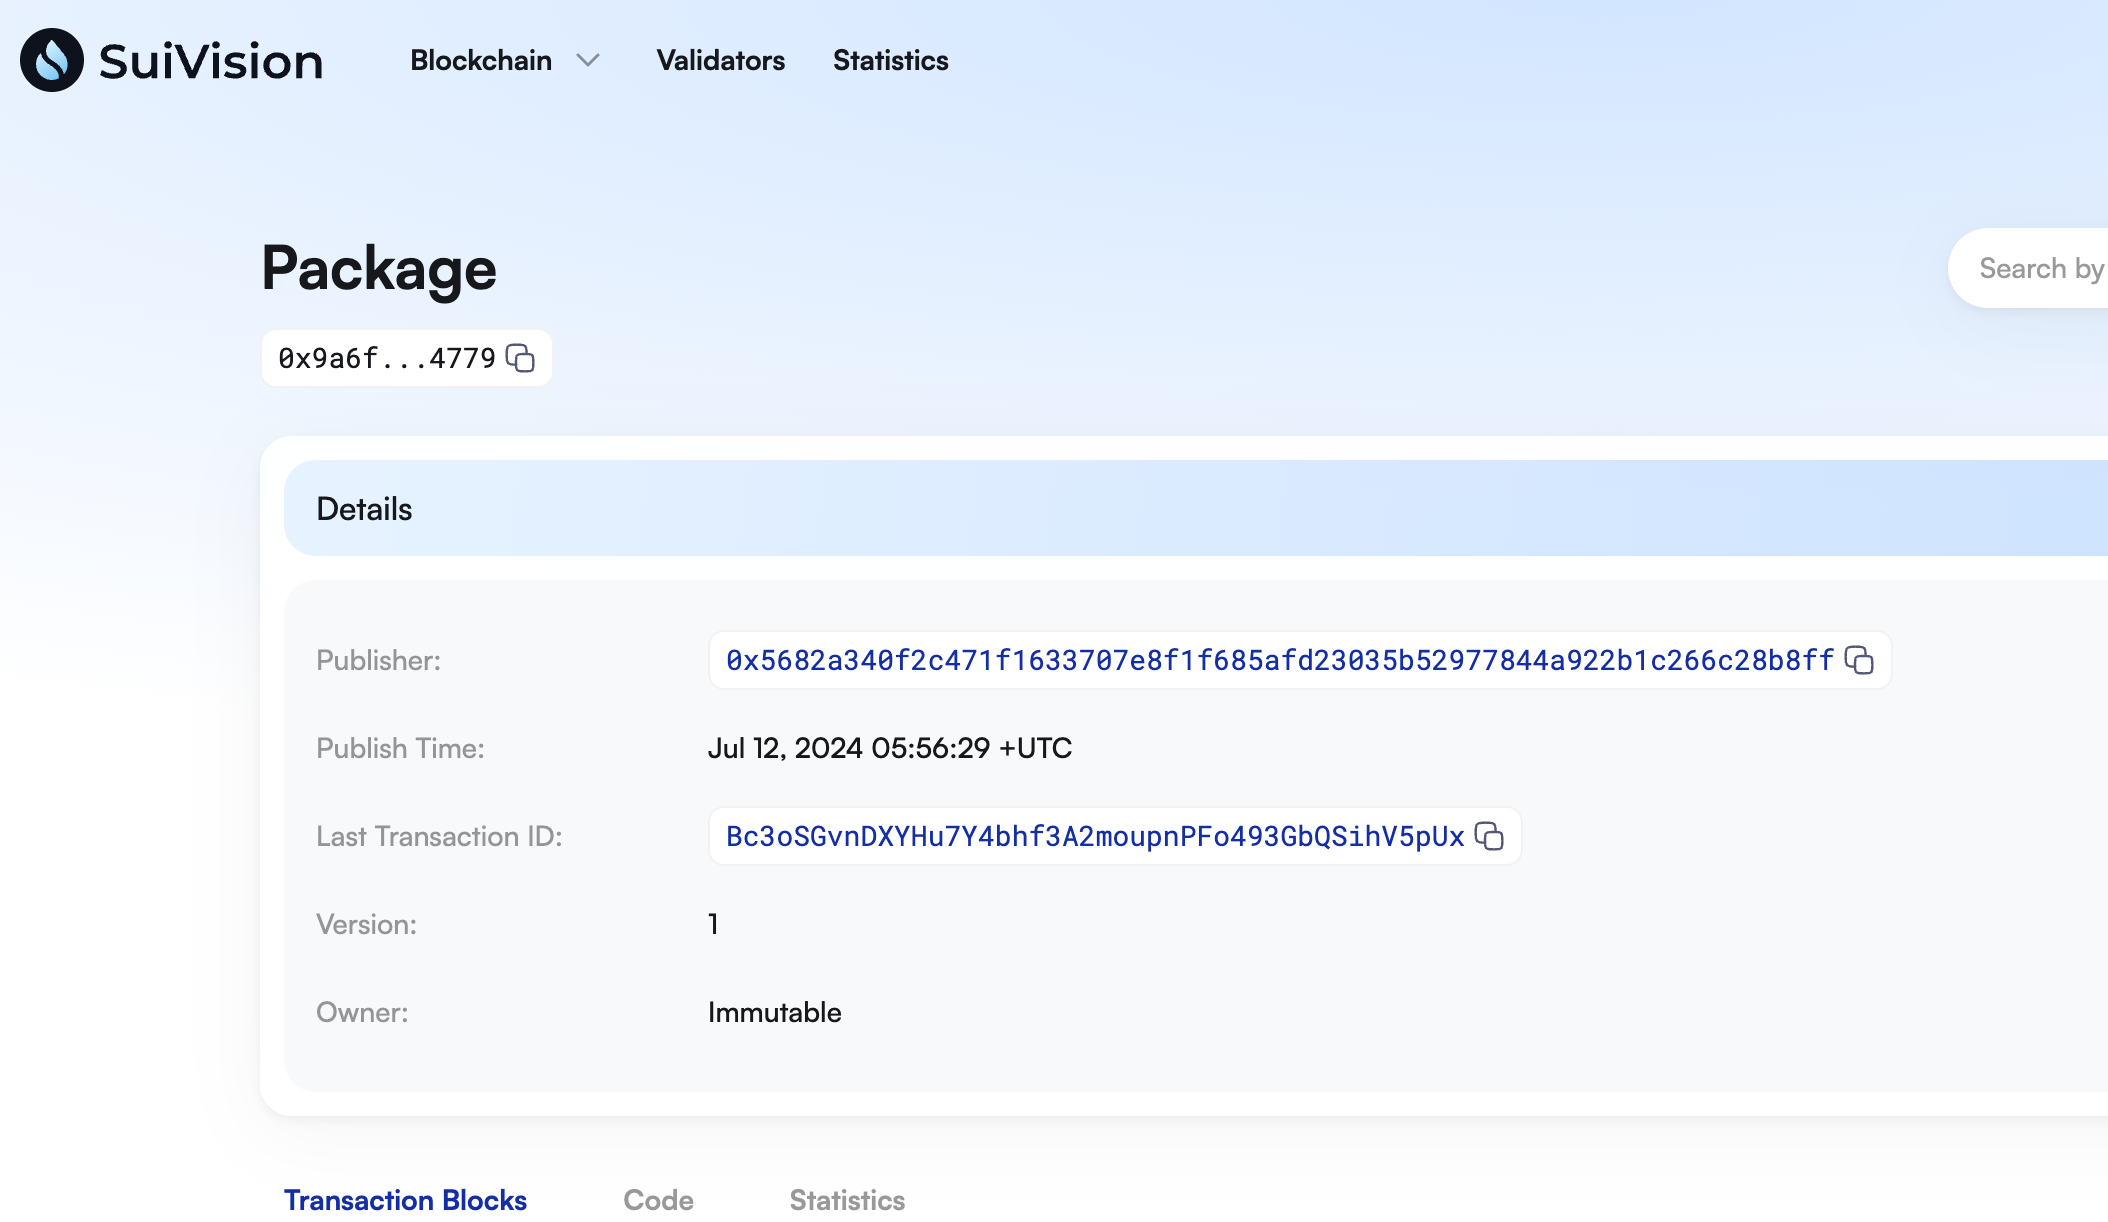 SuiVision
Blockchain Validators Statistics
Package
Search by
0x9a6f...4779
Details
Publisher: 0x5682a340f2c471f1633707e8f1f685afd23035b52977844a922b1c266c28b8ff
Publish Time: Jul 12, 2024 05:56:29 +UTC
Last Transaction ID: Bc3oSGvnDXYHu7Y4bhf3A2moupnPFo493GbQSihV5pUx
Version: 1
Owner: Immutable
Transaction Blocks Code Statistics